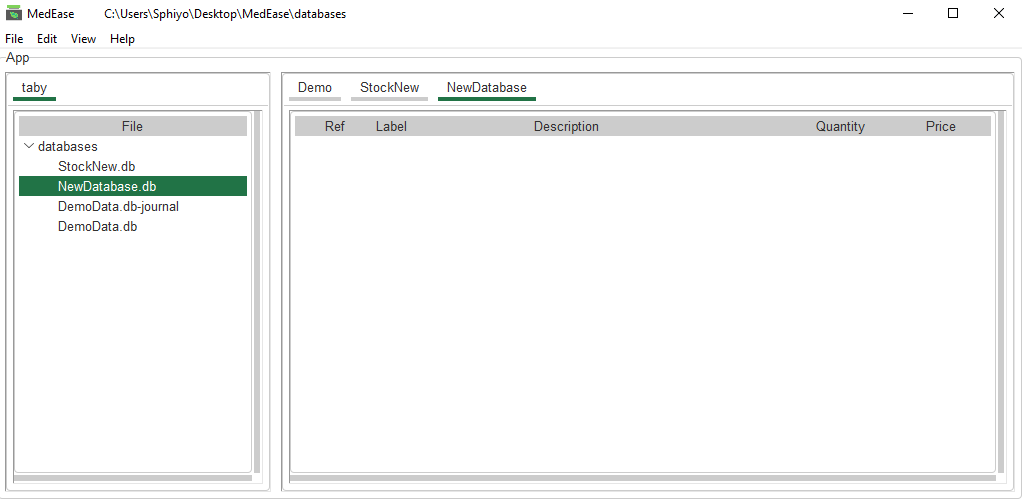 MedEase C:\Users\Sphiyo\Desktop\MedEase\databases
File Edit View Help
App
taby
File
databases
StockNew.db
NewDatabase.db
DemoData.db-journal
DemoData.db
Demo StockNew NewDatabase
Ref Label Description Quantity Price